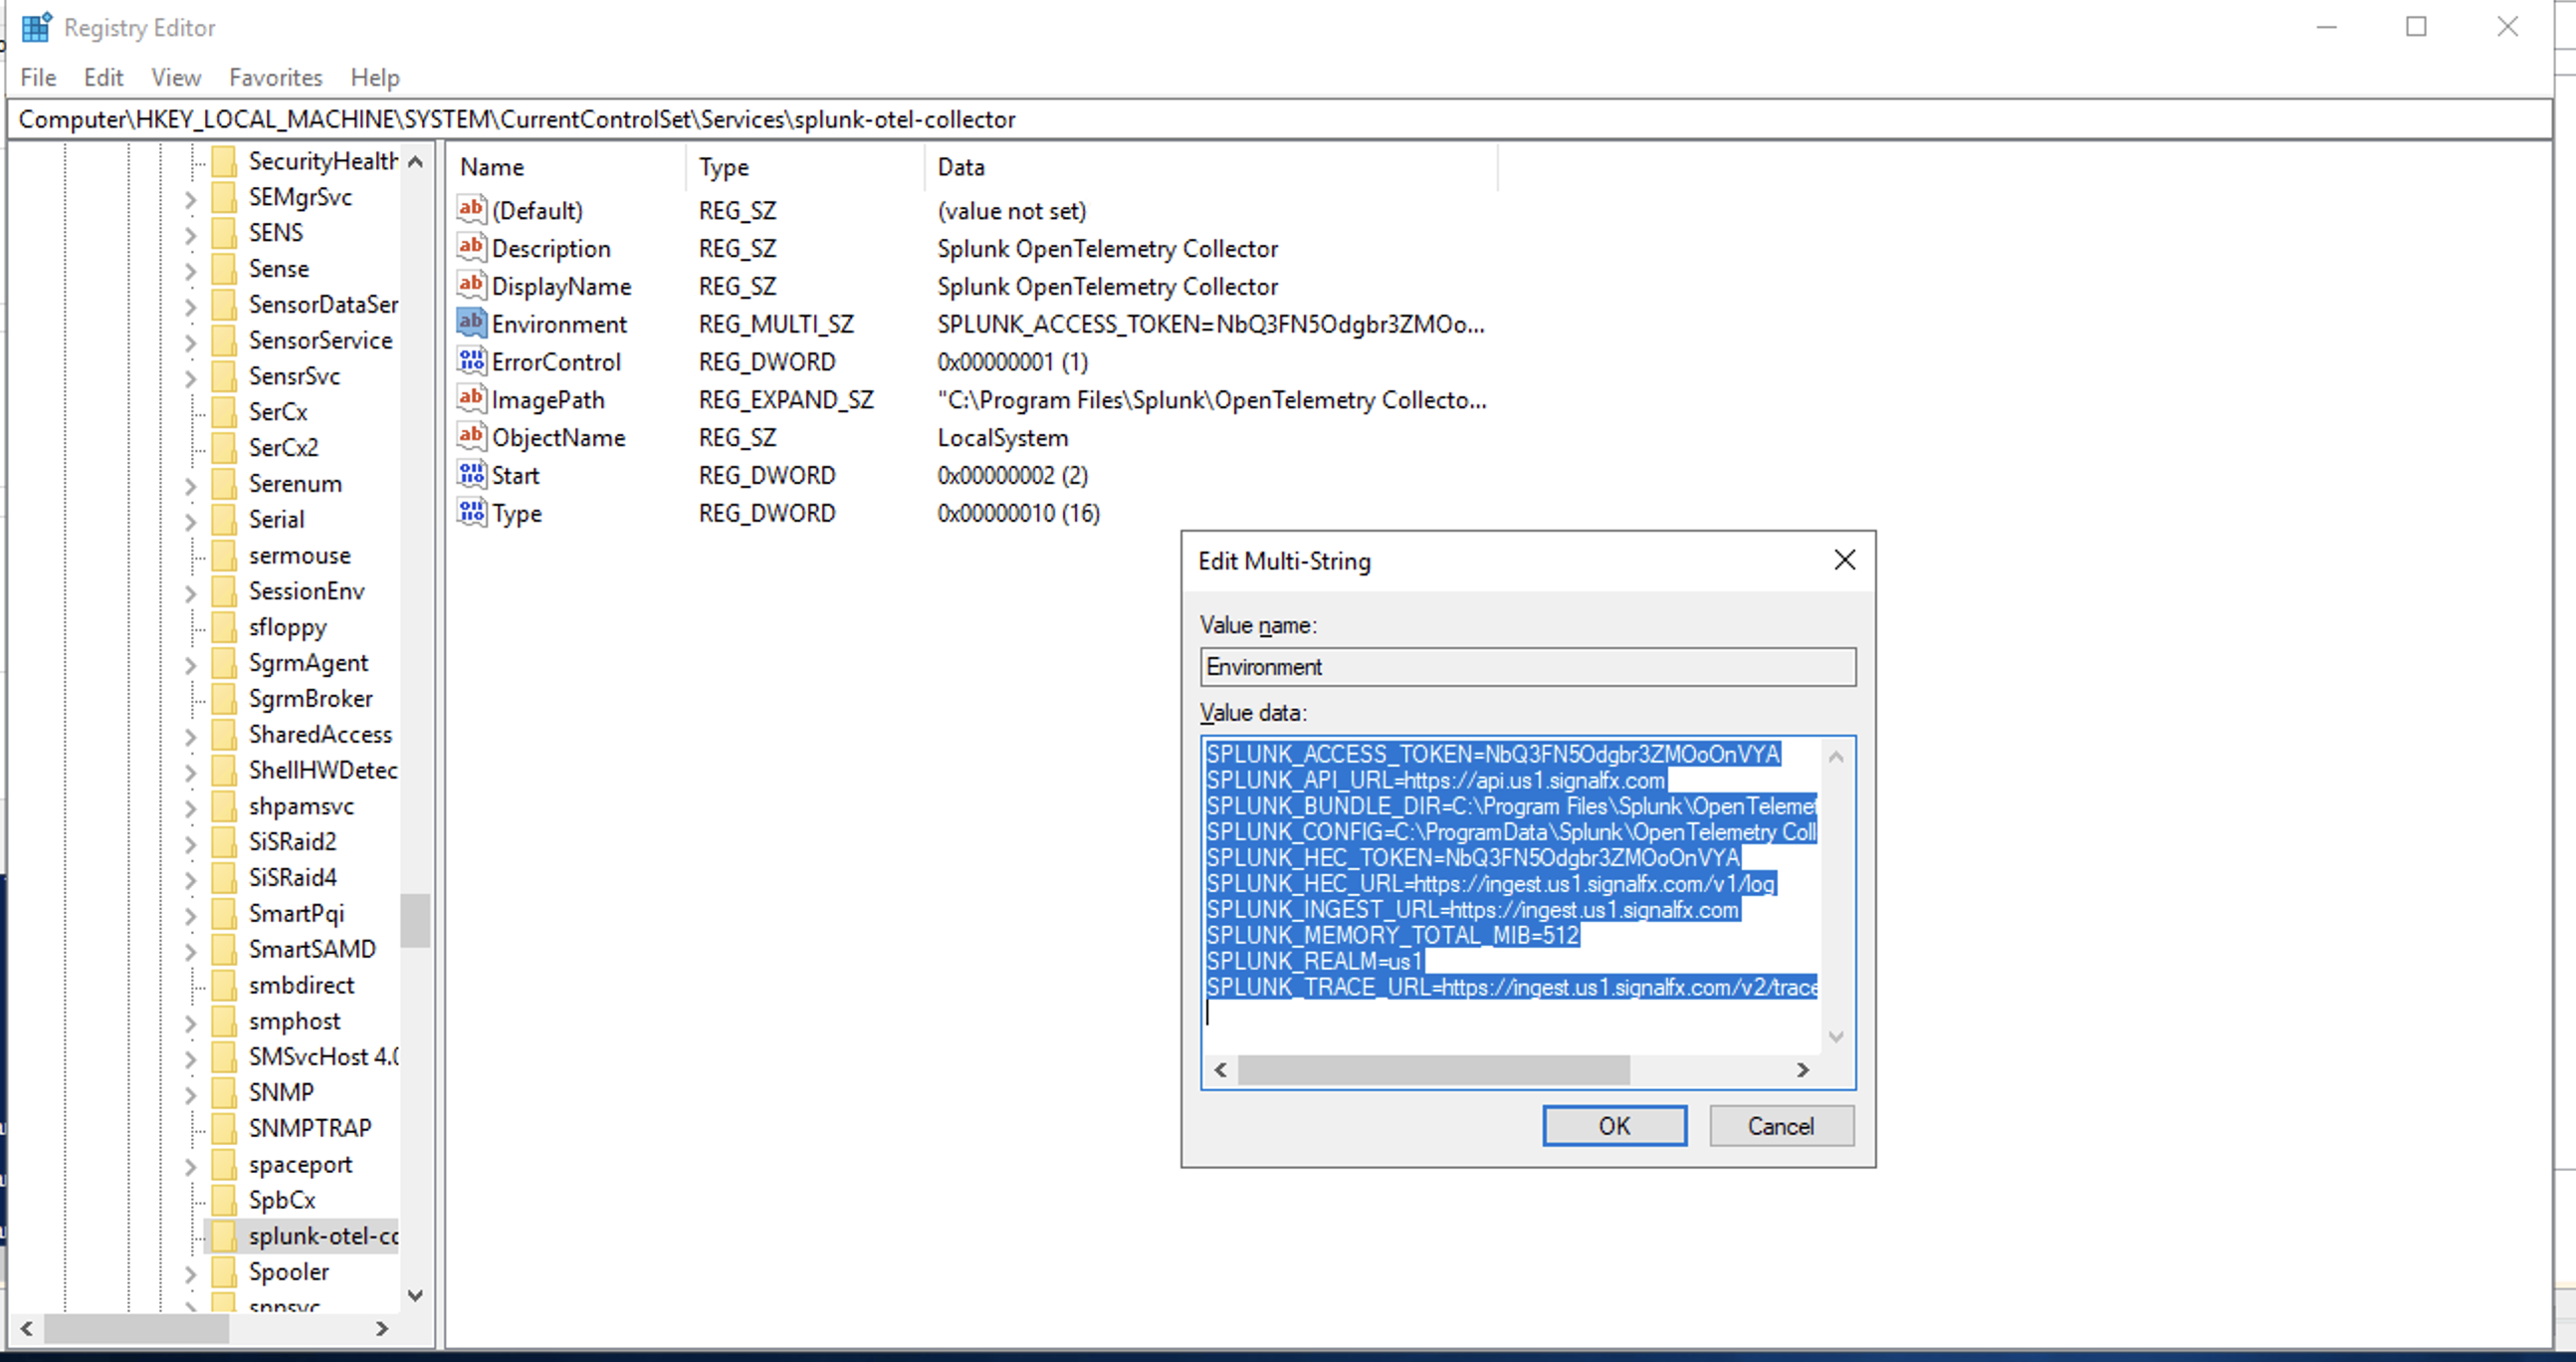 Registry Editor
File Edit View Favorites Help
Computer\HKEY_LOCAL_MACHINE\SYSTEM\CurrentControlSet\Services\splunk-otel-collector
SecurityHealth
SEMgrSvc
SENS
Sense
SensorDataSer
SensorService
SensrSvc
SerCx
SerCx2
Serenum
Serial
sermouse
SessionEnv
sfloppy
SgrmAgent
SgrmBroker
SharedAccess
ShellHWDetec
shpamsvc
SiSRaid2
SiSRaid4
SmartPqi
SmartSAMD
smbdirect
smphost
SMSvcHost 4.0
SNMP
SNMPTRAP
spaceport
SpbCx
splunk-otel-co
Spooler
sppsvc
Name Type Data
(Default) REG_SZ (value not set)
Description REG_SZ Splunk OpenTelemetry Collector
DisplayName REG_SZ Splunk OpenTelemetry Collector
Environment REG_MULTI_SZ SPLUNK_ACCESS_TOKEN=NbQ3FN5Odgbr3ZMOo...
ErrorControl REG_DWORD 0x00000001 (1)
ImagePath REG_EXPAND_SZ "C:\Program Files\Splunk\OpenTelemetry Collecto...
ObjectName REG_SZ LocalSystem
Start REG_DWORD 0x00000002 (2)
Type REG_DWORD 0x00000010 (16)
Edit Multi-String
Value name:
Environment
Value data:
SPLUNK_ACCESS_TOKEN=NbQ3FN5Odgbr3ZMOoOnVYA
SPLUNK_API_URL=https://api.us1.signalfx.com
SPLUNK_BUNDLE_DIR=C:\Program Files\Splunk\OpenTelemet
SPLUNK_CONFIG=C:\ProgramData\Splunk\OpenTelemetry Coll
SPLUNK_HEC_TOKEN=NbQ3FN5Odgbr3ZMOoOnVYA
SPLUNK_HEC_URL=https://ingest.us1.signalfx.com/v1/log
SPLUNK_INGEST_URL=https://ingest.us1.signalfx.com
SPLUNK_MEMORY_TOTAL_MIB=512
SPLUNK_REALM=us1
SPLUNK_TRACE_URL=https://ingest.us1.signalfx.com/v2/trace
OK Cancel